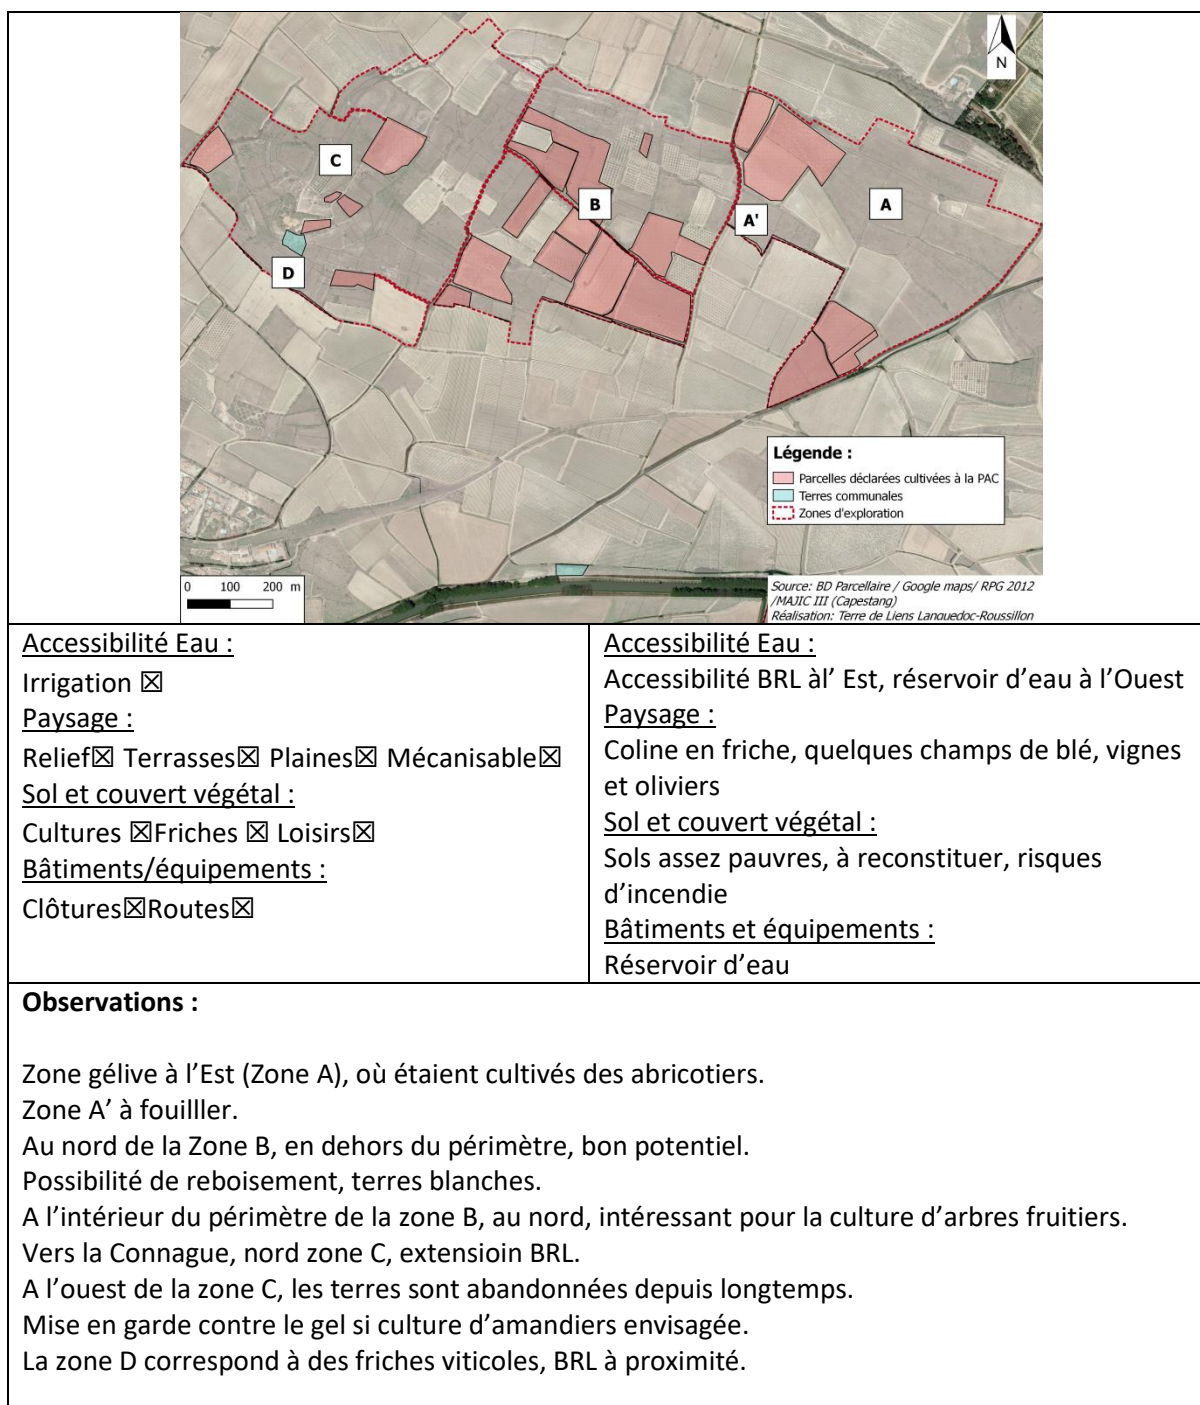 N
C
B
A
A'
D
Légende :
Parcelles déclarées cultivées à la PAC
Terres communales
Zones d'exploration
0 100 200 m
Source: BD Parcellaire / Google maps/ RPG 2012
/MAJIC III (Capestang)
Réalisation: Terre de Liens Languedoc-Roussillon
Accessibilité Eau :
Irrigation ☒
Paysage :
Relief☒ Terrasses☒ Plaines☒ Mécanisable☒
Sol et couvert végétal :
Cultures ☒Friches ☒ Loisirs☒
Bâtiments/équipements :
Clôtures☒Routes☒
Accessibilité Eau :
Accessibilité BRL àl’ Est, réservoir d’eau à l’Ouest
Paysage :
Coline en friche, quelques champs de blé, vignes
et oliviers
Sol et couvert végétal :
Sols assez pauvres, à reconstituer, risques
d’incendie
Bâtiments et équipements :
Réservoir d’eau
Observations :
Zone gélive à l’Est (Zone A), où étaient cultivés des abricotiers.
Zone A’ à fouilller.
Au nord de la Zone B, en dehors du périmètre, bon potentiel.
Possibilité de reboisement, terres blanches.
A l’intérieur du périmètre de la zone B, au nord, intéressant pour la culture d’arbres fruitiers.
Vers la Connague, nord zone C, extensioin BRL.
A l’ouest de la zone C, les terres sont abandonnées depuis longtemps.
Mise en garde contre le gel si culture d’amandiers envisagée.
La zone D correspond à des friches viticoles, BRL à proximité.